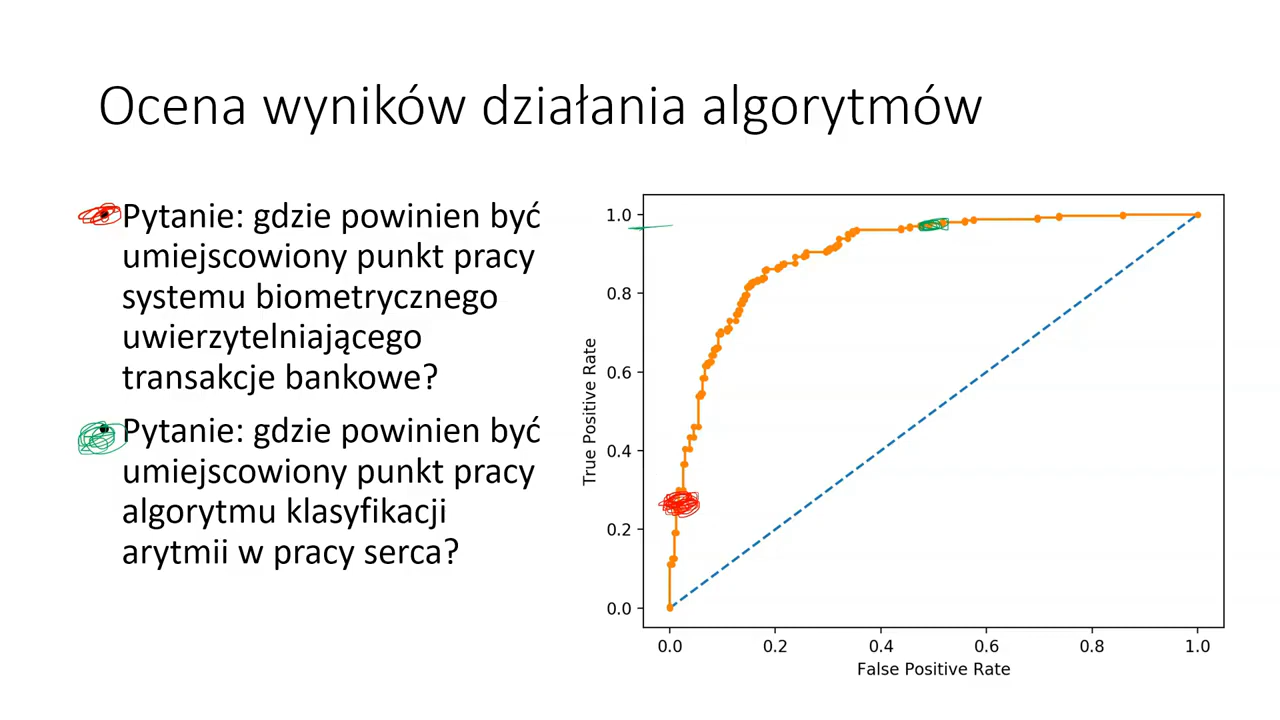 Ocena wyników działania algorytmów
Pytanie: gdzie powinien być
umiejscowiony punkt pracy
systemu biometrycznego
uwierzytelniającego
transakcje bankowe?
Pytanie: gdzie powinien być
umiejscowiony punkt pracy
algorytmu klasyfikacji
arytmii w pracy serca?
True Positive Rate
1.0
0.8
0.6
0.4
0.2
0.0
0.0 0.2 0.4 0.6 0.8 1.0
False Positive Rate